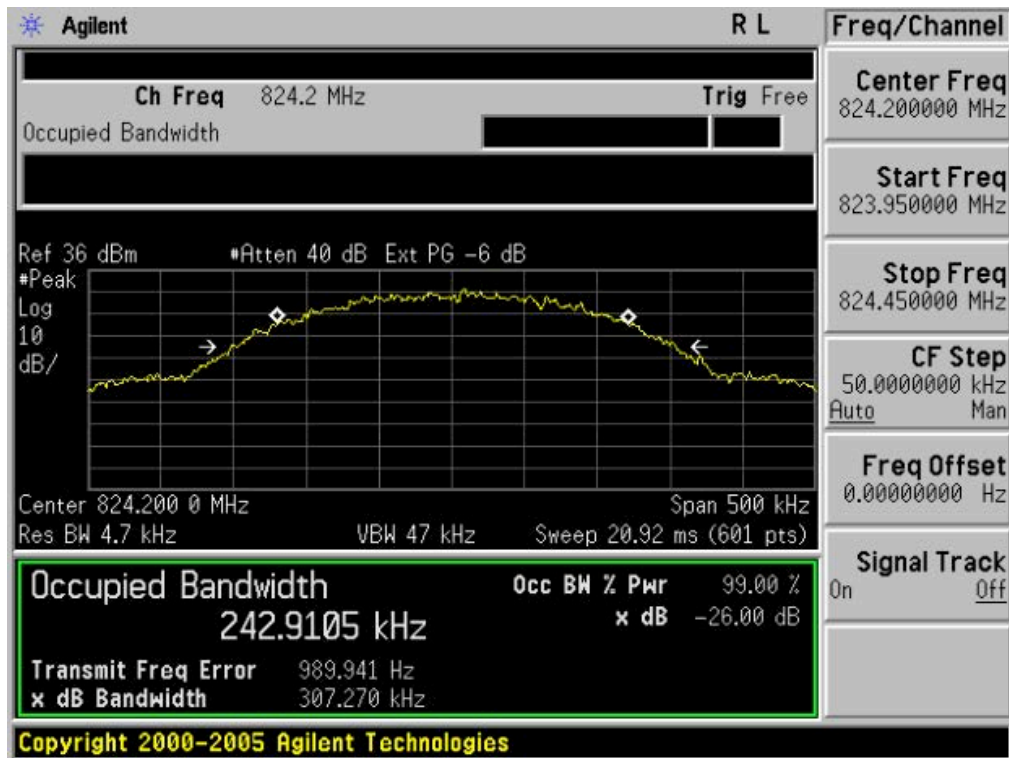 Agilent R L Freq/Channel
Ch Freq 824.2 MHz Trig Free
Occupied Bandwidth
Center Freq
824.200000 MHz
Start Freq
823.950000 MHz
Stop Freq
824.450000 MHz
CF Step
50.0000000 kHz
Auto Man
Freq Offset
0.00000000 Hz
Signal Track
On Off
Ref 36 dBm #Atten 40 dB Ext PG -6 dB
#Peak
Log
10
dB/
Center 824.200 0 MHz Span 500 kHz
Res BW 4.7 kHz VBW 47 kHz Sweep 20.92 ms (601 pts)
Occupied Bandwidth Occ BW % Pwr 99.00 %
242.9105 kHz x dB -26.00 dB
Transmit Freq Error 989.941 Hz
x dB Bandwidth 307.270 kHz
Copyright 2000-2005 Agilent Technologies